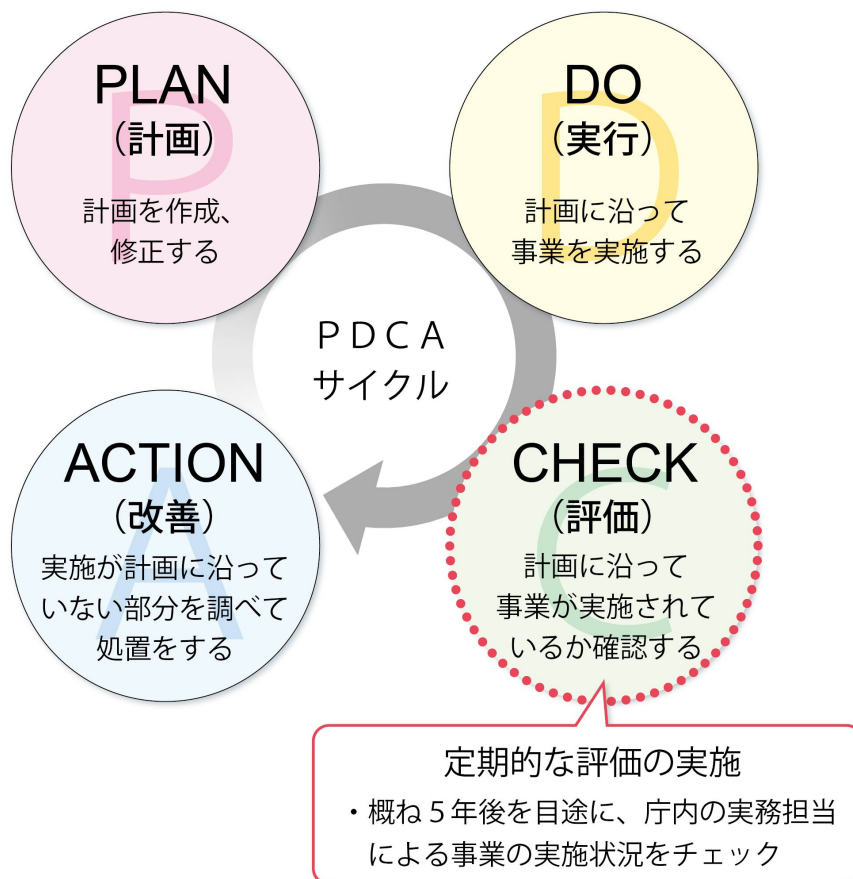 PLAN
（計画）
計画を作成、
修正する
DO
（実行）
計画に沿って
事業を実施する
PDCA
サイクル
ACTION
（改善）
実施が計画に沿って
いない部分を調べて
処置をする
CHECK
（評価）
計画に沿って
事業が実施されて
いるか確認する
定期的な評価の実施
・概ね5年後を目途に、庁内の実務担当
による事業の実施状況をチェック
P
D
A
C